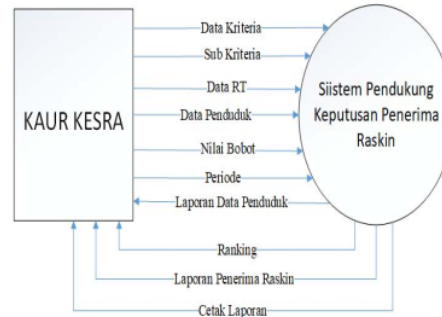 KAUR KESRA
Data Kriteria
Sub Kriteria
Data RT
Data Penduduk
Nilai Bobot
Periode
Laporan Data Penduduk
Ranking
Laporan Penerima Raskin
Cetak Laporan
Siistem Pendukung
Keputusan Penerima
Raskin